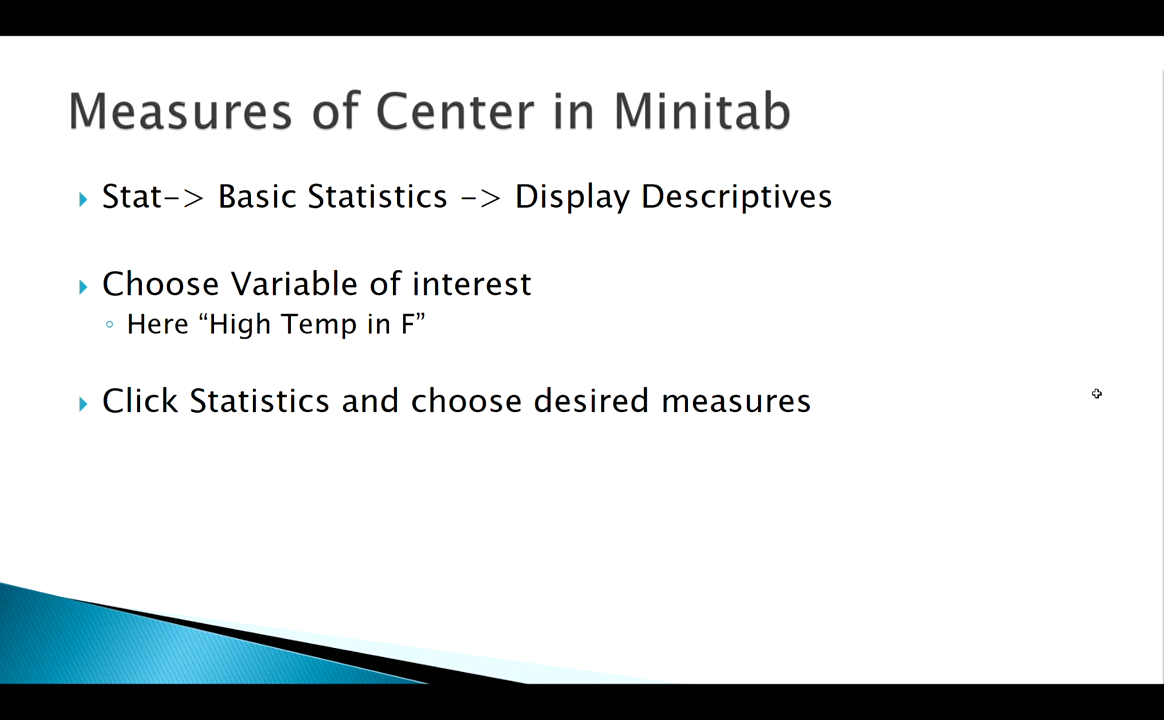 Measures of Center in Minitab
Stat-> Basic Statistics -> Display Descriptives
Choose Variable of interest
Here “High Temp in F”
Click Statistics and choose desired measures